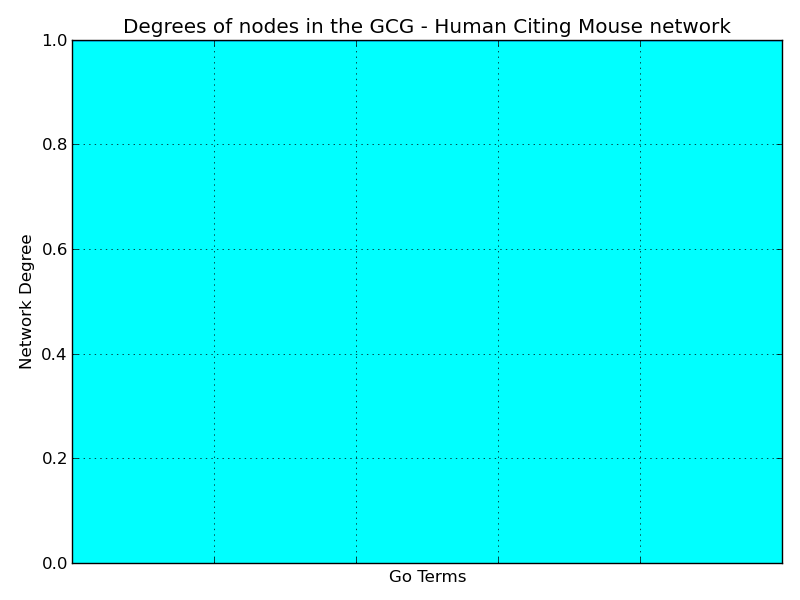 Degrees of nodes in the GCG - Human Citing Mouse network
1.0
0.8
0.6
0.4
0.2
0.0
Network Degree
Go Terms